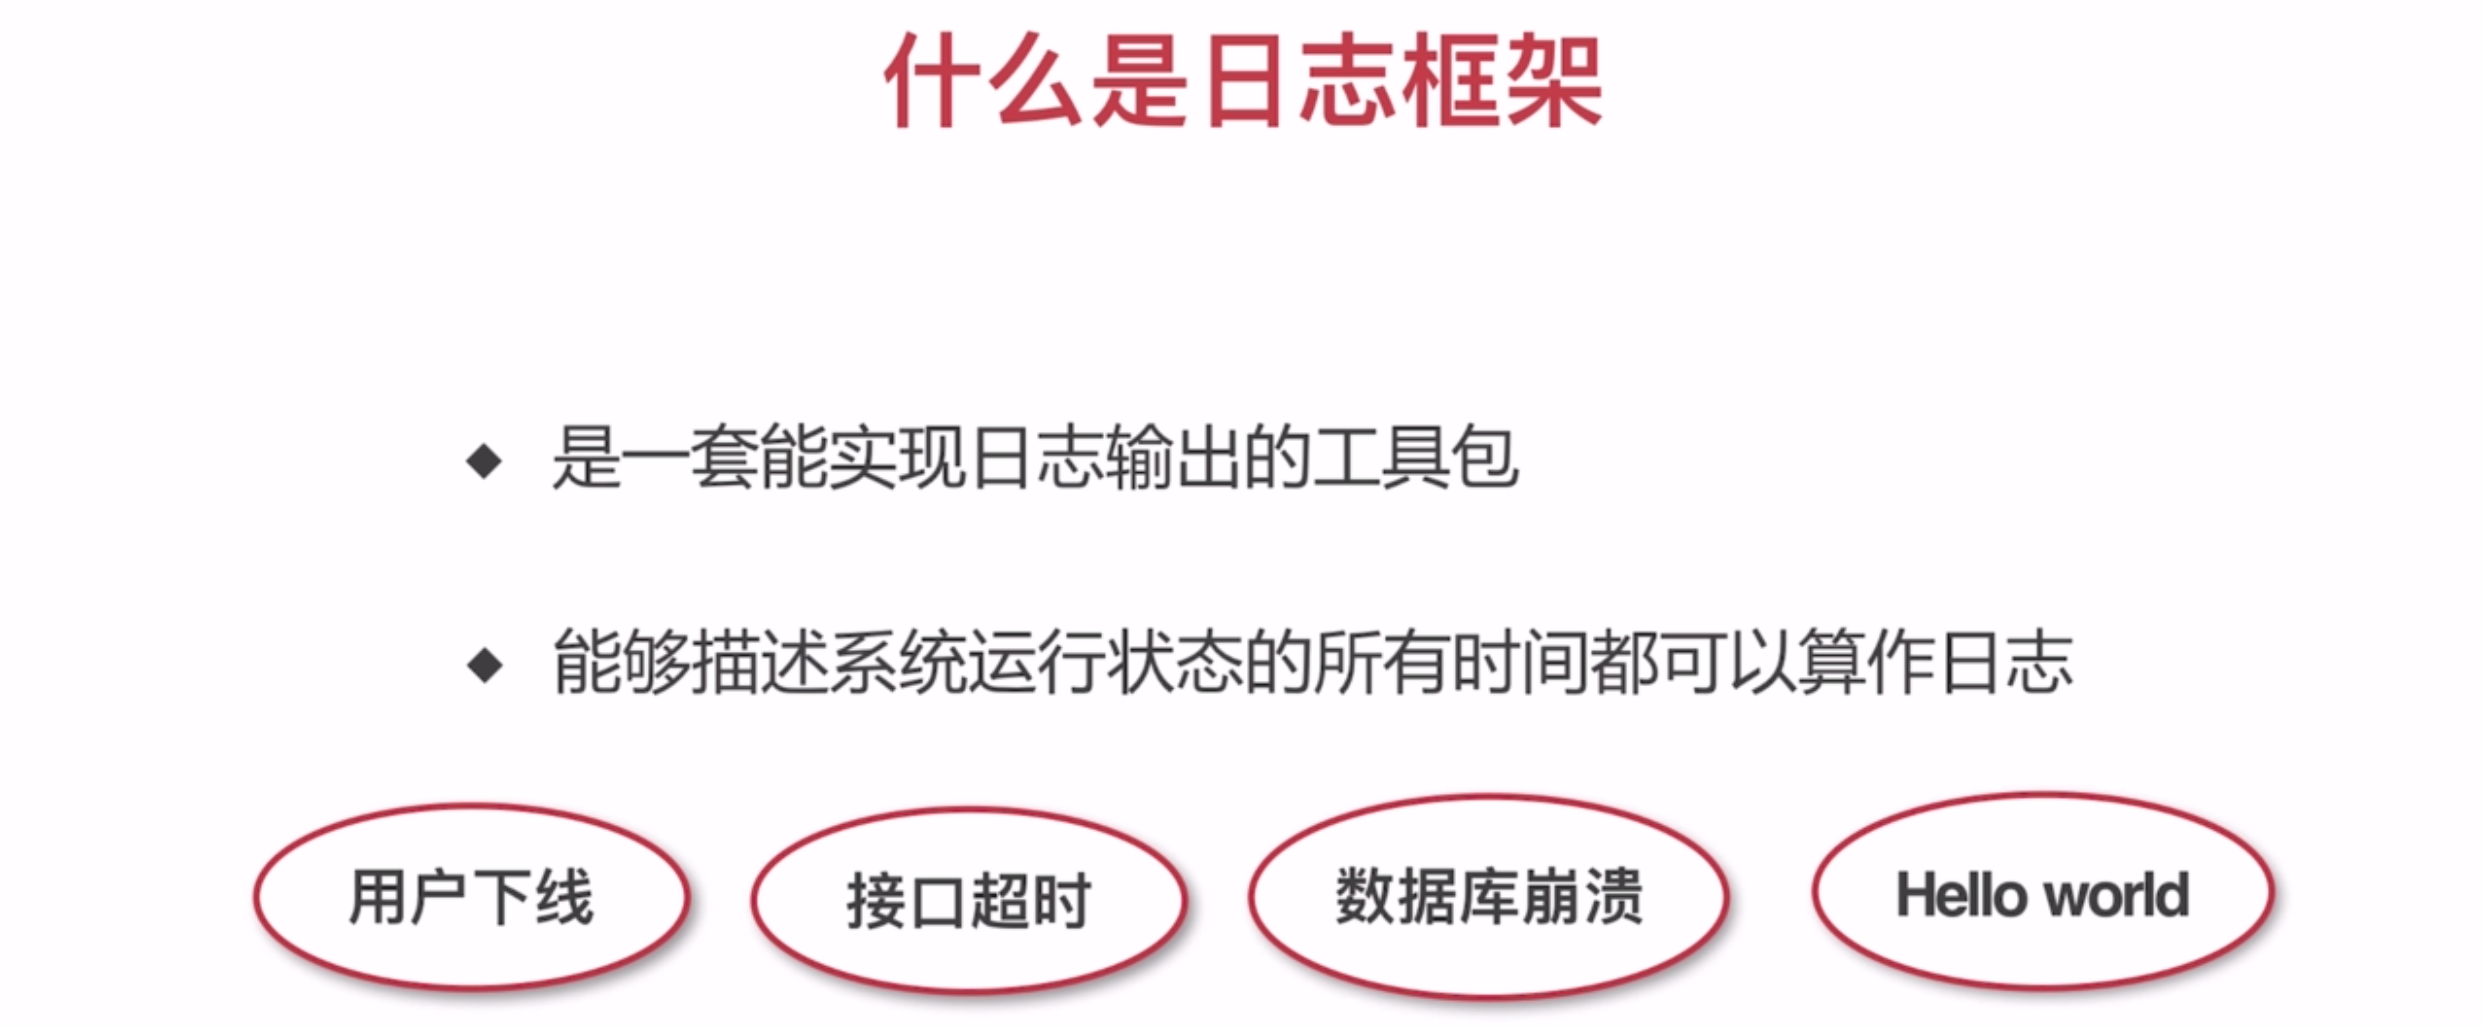 什么是日志框架
◆ 是一套能实现日志输出的工具包
◆ 能够描述系统运行状态的所有时间都可以算作日志
用户下线
接口超时
数据库崩溃
Hello world